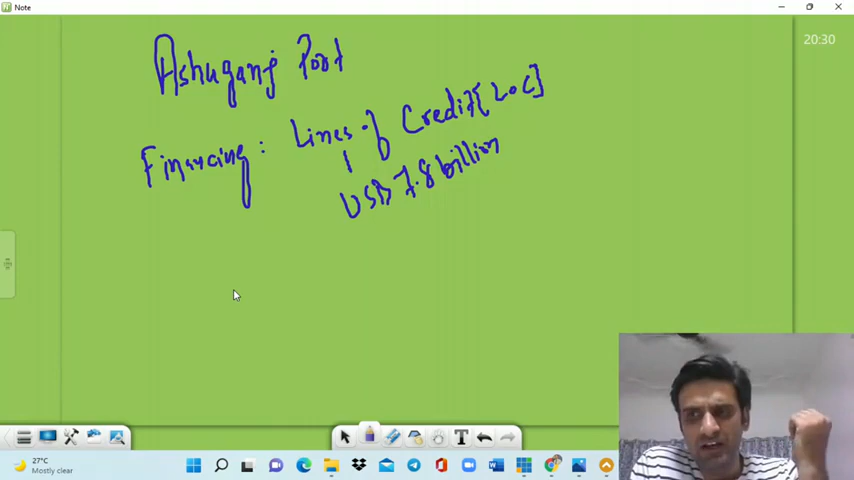 Note
20:30
Ashuganj Port
Financing: Lines of Credit [LOC]
USD 7.8 billion
27°C
Mostly clear